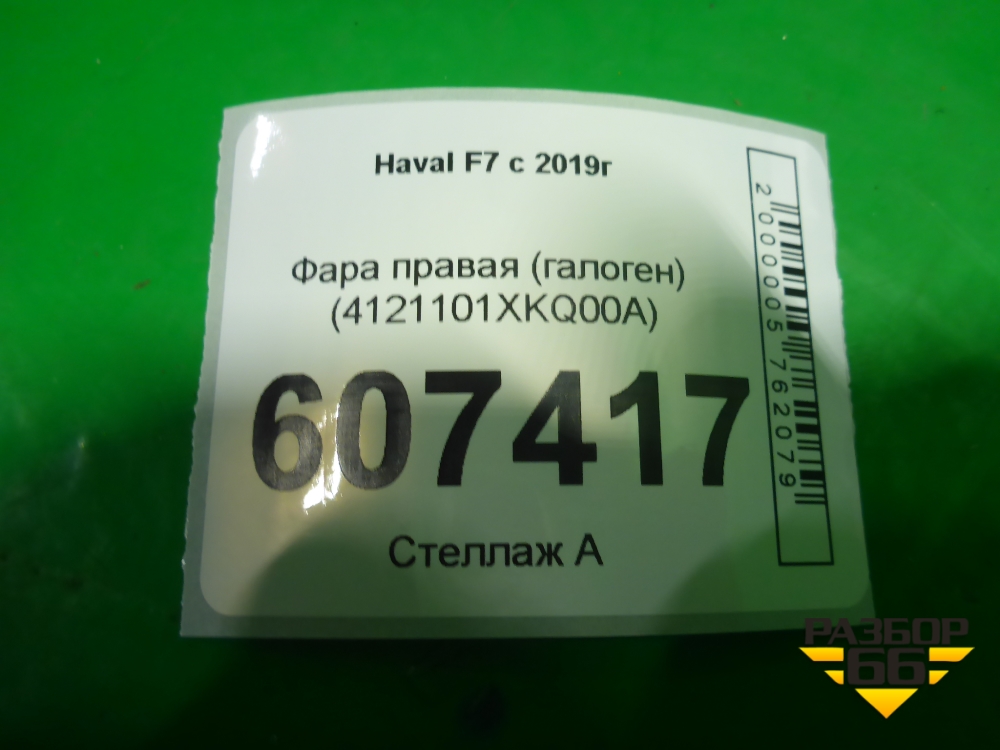 Haval F7 с 2019г
Фара правая (галоген)
(4121101XKQ00A)
607417
Стеллаж А
2000005762079
РАЗБОР
66